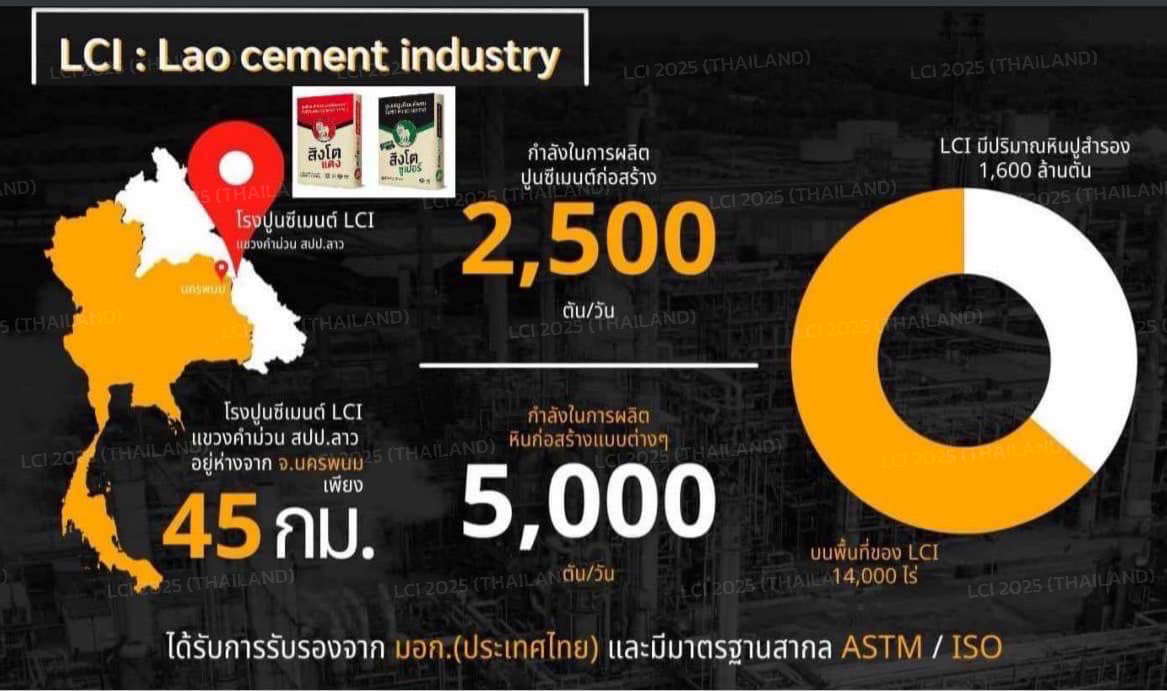 LCI : Lao cement industry
สิงโต
แดง
สิงโต
ซูเปอร์
โรงปูนซีเมนต์ LCI
แขวงคำม่วน สปป.ลาว
นครพนม
โรงปูนซีเมนต์ LCI
แขวงคำม่วน สปป.ลาว
อยู่ห่างจาก จ.นครพนม
เพียง
45 กม.
กำลังในการผลิต
ปูนซีเมนต์ก่อสร้าง
2,500
ตัน/วัน
กำลังในการผลิต
หินก่อสร้างแบบต่างๆ
5,000
ตัน/วัน
LCI มีปริมาณหินปูสำรอง
1,600 ล้านตัน
บนพื้นที่ของ LCI
14,000 ไร่
ได้รับการรับรองจาก มอก.(ประเทศไทย) และมีมาตรฐานสากล ASTM / ISO
LCI 2025 (THAILAND)